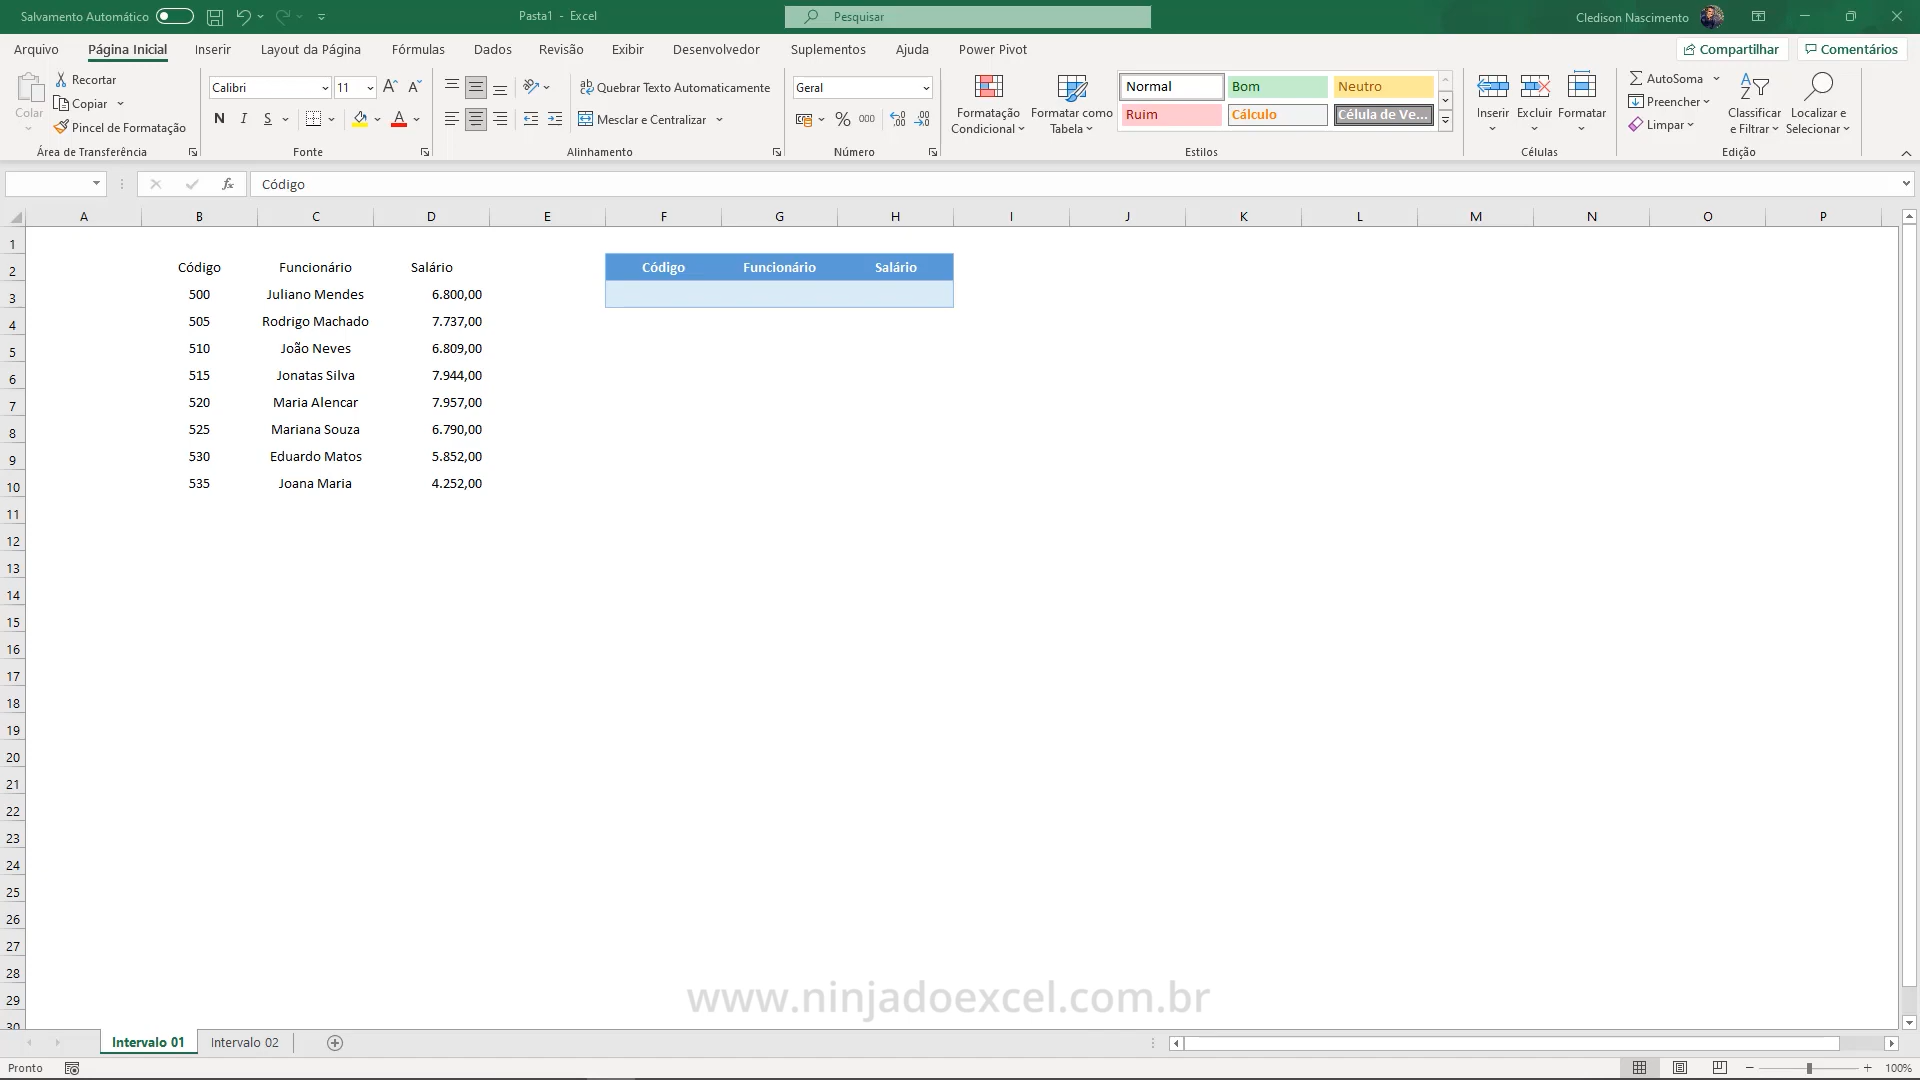 Salvamento Automático
Pasta1 - Excel
Pesquisar
Cledison Nascimento
Arquivo Página Inicial Inserir Layout da Página Fórmulas Dados Revisão Exibir Desenvolvedor Suplementos Ajuda Power Pivot
Compartilhar Comentários
Colar
Recortar
Copiar
Pincel de Formatação
Área de Transferência
Calibri 11
N I S
Fonte
Quebrar Texto Automaticamente
Mesclar e Centralizar
Alinhamento
Geral
% 000
Número
Formatação Condicional
Formatar como Tabela
Normal Bom Neutro
Ruim Cálculo Célula de Ve...
Estilos
Inserir Excluir Formatar
Células
AutoSoma
Preencher
Limpar
Classificar e Filtrar
Localizar e Selecionar
Edição
fx Código
A B C D E F G H I J K L M N O P
1
2 Código Funcionário Salário Código Funcionário Salário
3 500 Juliano Mendes 6.800,00
4 505 Rodrigo Machado 7.737,00
5 510 João Neves 6.809,00
6 515 Jonatas Silva 7.944,00
7 520 Maria Alencar 7.957,00
8 525 Mariana Souza 6.790,00
9 530 Eduardo Matos 5.852,00
10 535 Joana Maria 4.252,00
11
12
13
14
15
16
17
18
19
20
21
22
23
24
25
26
27
28
29
30
www.ninjadoexcel.com.br
Intervalo 01 Intervalo 02
Pronto
100%